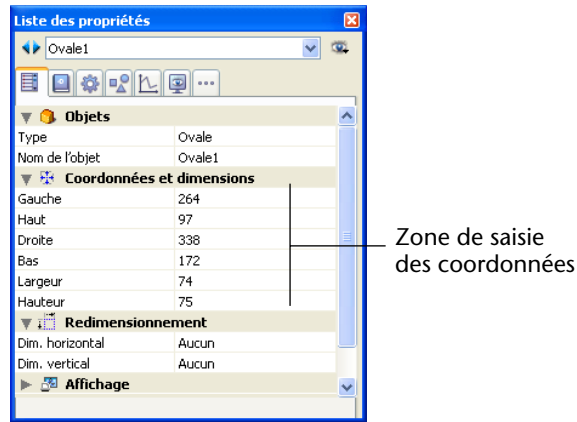 Liste des propriétés
Ovale1
Objets
Type Ovale
Nom de l'objet Ovale1
Coordonnées et dimensions
Gauche 264
Haut 97
Droite 338
Bas 172
Largeur 74
Hauteur 75
Redimensionnement
Dim. horizontal Aucun
Dim. vertical Aucun
Affichage
Zone de saisie
des coordonnées